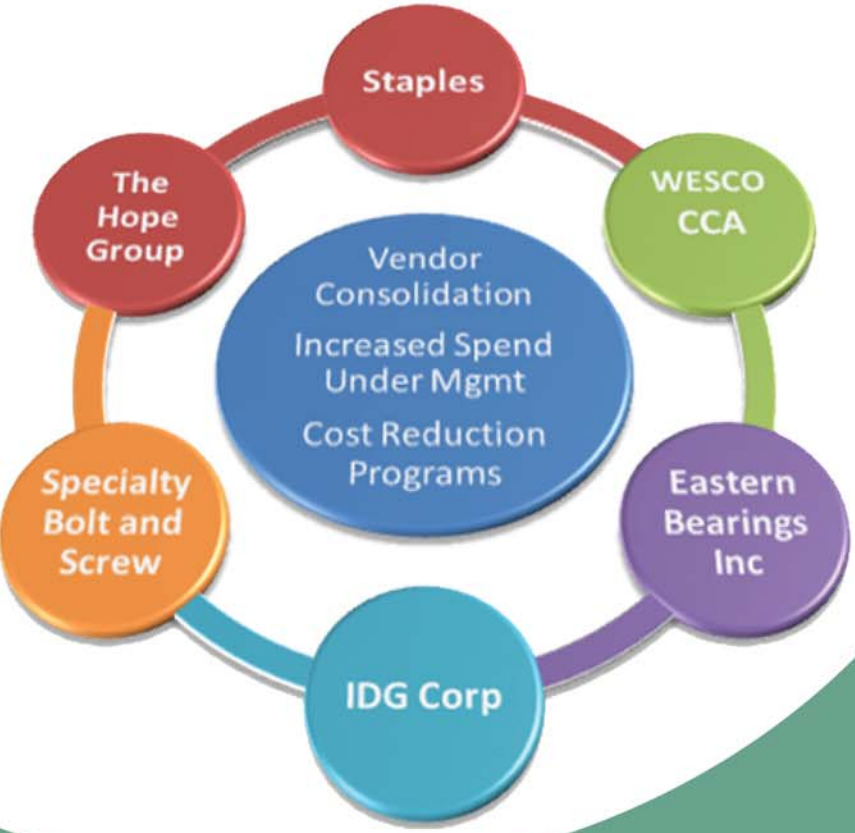 Staples
WESCO
CCA
The
Hope
Group
Vendor
Consolidation
Increased Spend
Under Mgmt
Cost Reduction
Programs
Specialty
Bolt and
Screw
Eastern
Bearings
Inc
IDG Corp